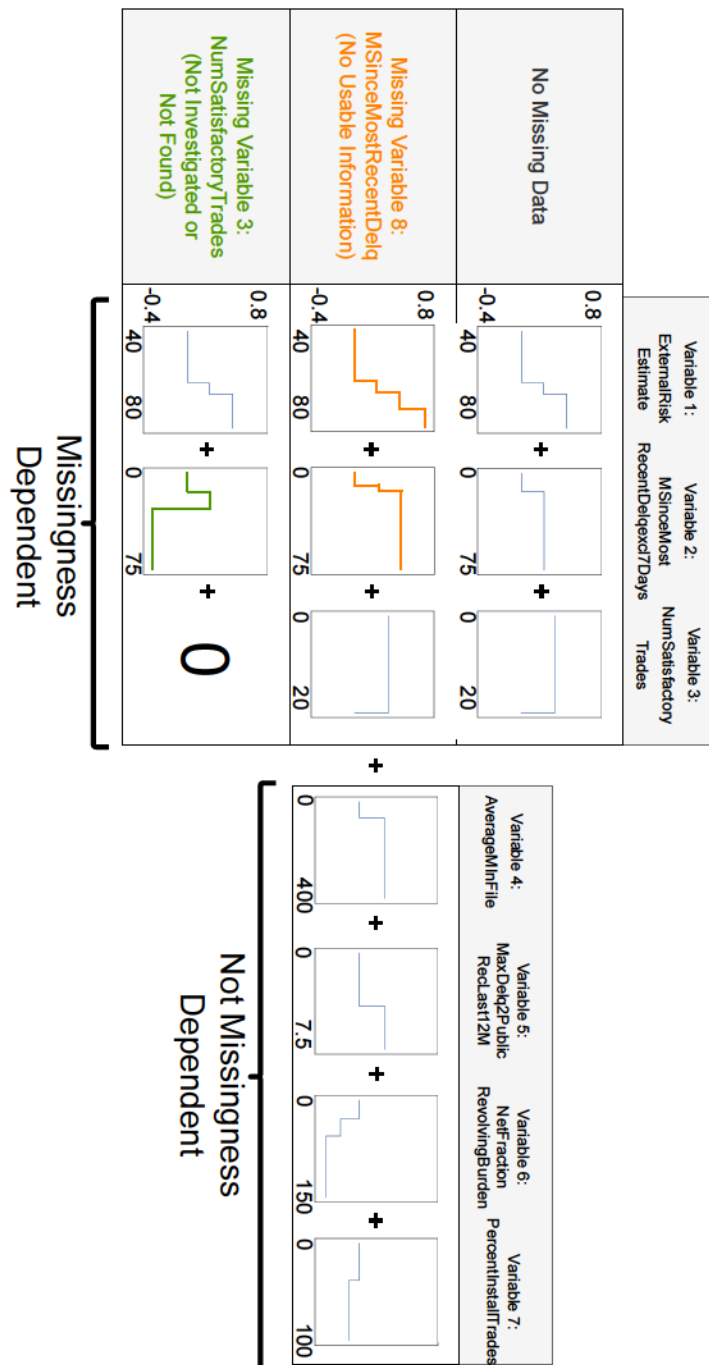 Variable 1:
ExternalRisk
Estimate
Variable 2:
MSinceMost
RecentDelqexcl7Days
Variable 3:
NumSatisfactory
Trades
No Missing Data
0.8
-0.4
+
+
Missing Variable 8:
MSinceMostRecentDelq
(No Usable Information)
0.8
-0.4
+
+
Missing Variable 3:
NumSatisfactoryTrades
(Not Investigated or
Not Found)
0.8
-0.4
+
+
0
40
80
0
75
20
40
80
0
75
20
40
80
0
75
Missingness
Dependent
+
Variable 4:
AverageMInFile
Variable 5:
MaxDelq2Public
RecLast12M
Variable 6:
NetFraction
RevolvingBurden
Variable 7:
PercentInstallTrades
+
+
+
0
400
0
7.5
0
150
0
100
Not Missingness
Dependent